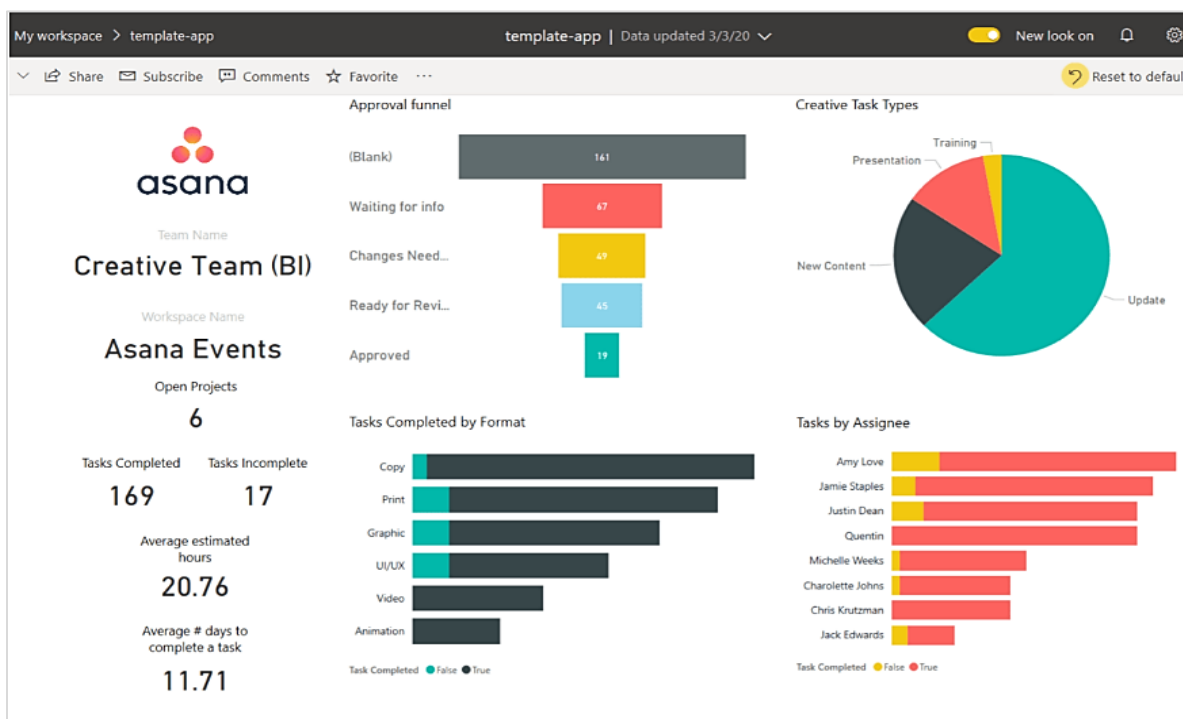 My workspace > template-app
template-app | Data updated 3/3/20
New look on
Share
Subscribe
Comments
Favorite
...
Reset to defaul
asana
Team Name
Creative Team (BI)
Workspace Name
Asana Events
Open Projects
6
Tasks Completed
169
Tasks Incomplete
17
Average estimated
hours
20.76
Average # days to
complete a task
11.71
Approval funnel
(Blank)
161
Waiting for info
67
Changes Need...
49
Ready for Revi...
45
Approved
19
Creative Task Types
Training
Presentation
New Content
Update
Tasks Completed by Format
Copy
Print
Graphic
UI/UX
Video
Animation
Task Completed False True
Tasks by Assignee
Amy Love
Jamie Staples
Justin Dean
Quentin
Michelle Weeks
Charolette Johns
Chris Krutzman
Jack Edwards
Task Completed False True